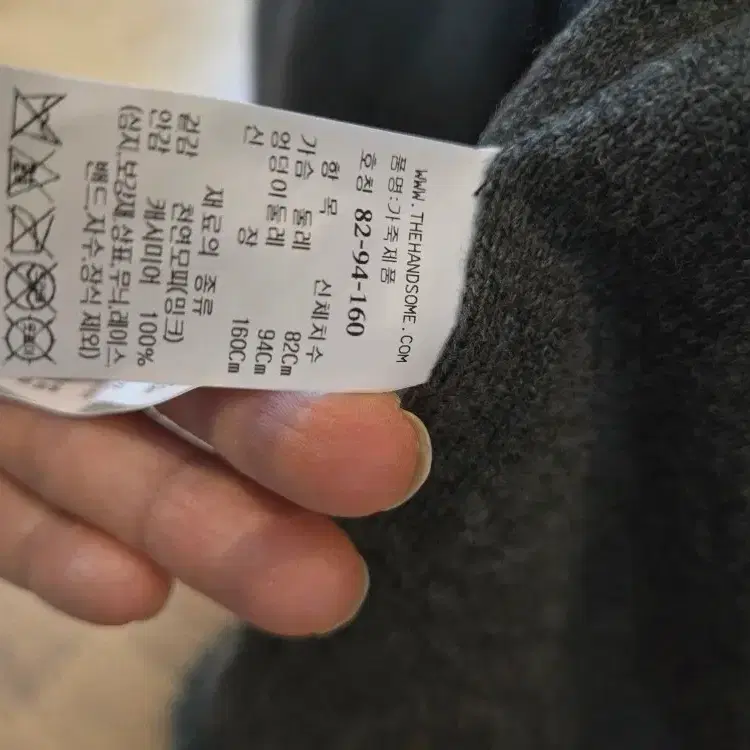 WWW.THEHANDSOME.COM
품명:가죽제품
호칭 82-94-160
항 목 신체치수
가슴 둘레 82Cm
엉덩이둘레 94Cm
신 장 160Cm
재료의 종류
겉감 천연모피(밍크)
안감 캐시미어 100%
(심지.보강재.상표.무늬.레이스
밴드.자수.장식 제외)